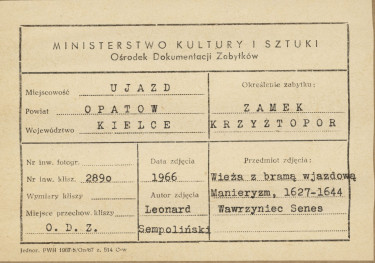 MINISTERSTWO KULTURY I SZTUKI
Ośrodek Dokumentacji Zabytków
Miejscowość UJAZD
Powiat OPATOW
Województwo KIELCE
Określenie zabytku:
ZAMEK
KRZYZTOPOR
Nr inw. fotogr.
Nr inw. klisz. 2890
Wymiary kliszy
Miejsce przechow. kliszy
O. D. Z.
Data zdjęcia
1966
Autor zdjęcia
Leonard
Sempoliński
Przedmiot zdjęcia:
Wieża z bramą wjazdową
Manieryzm, 1627-1644
Wawrzyniec Senes